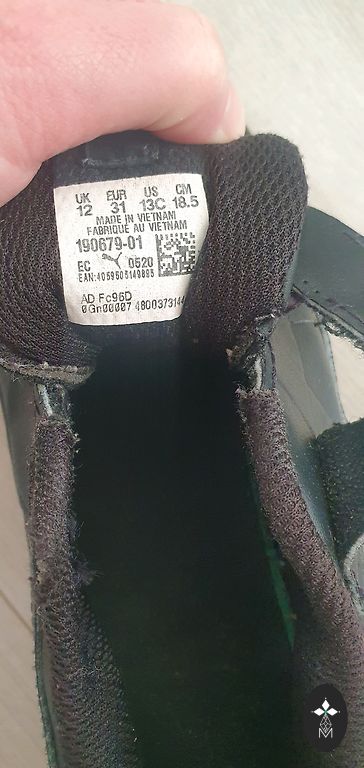 UK EUR US CM
12 31 13C 18.5
MADE IN VIETNAM
FABRIQUE AU VIETNAM
190679-01
EC 0520
AD Fc96D